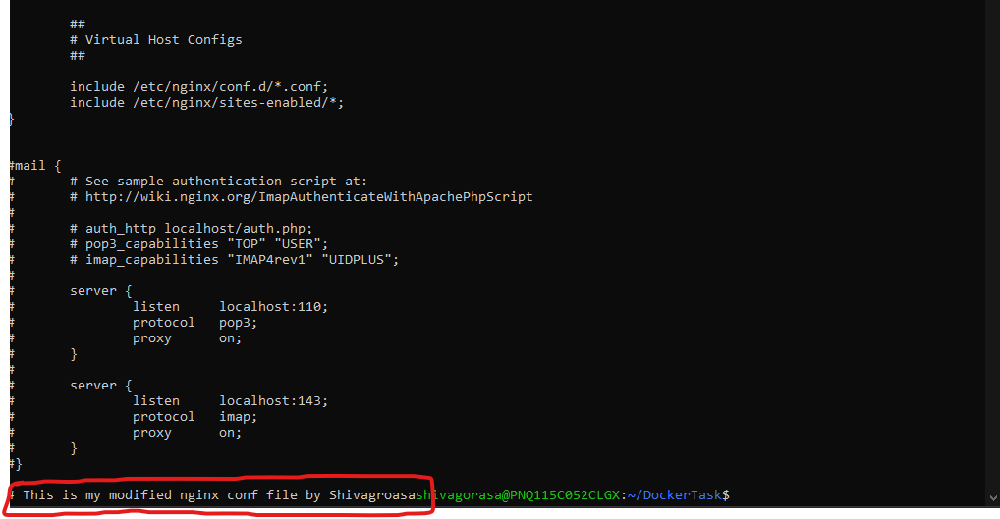 ##
# Virtual Host Configs
##
include /etc/nginx/conf.d/*.conf;
include /etc/nginx/sites-enabled/*;
}
#mail {
#       # See sample authentication script at:
#       # http://wiki.nginx.org/ImapAuthenticateWithApachePhpScript
#
#       # auth_http localhost/auth.php;
#       # pop3_capabilities "TOP" "USER";
#       # imap_capabilities "IMAP4rev1" "UIDPLUS";
#
#       server {
#               listen     localhost:110;
#               protocol   pop3;
#               proxy      on;
#       }
#
#       server {
#               listen     localhost:143;
#               protocol   imap;
#               proxy      on;
#       }
#}
# This is my modified nginx conf file by Shivagroasashivagorasa@PNQ115C052CLGX:~/DockerTask$